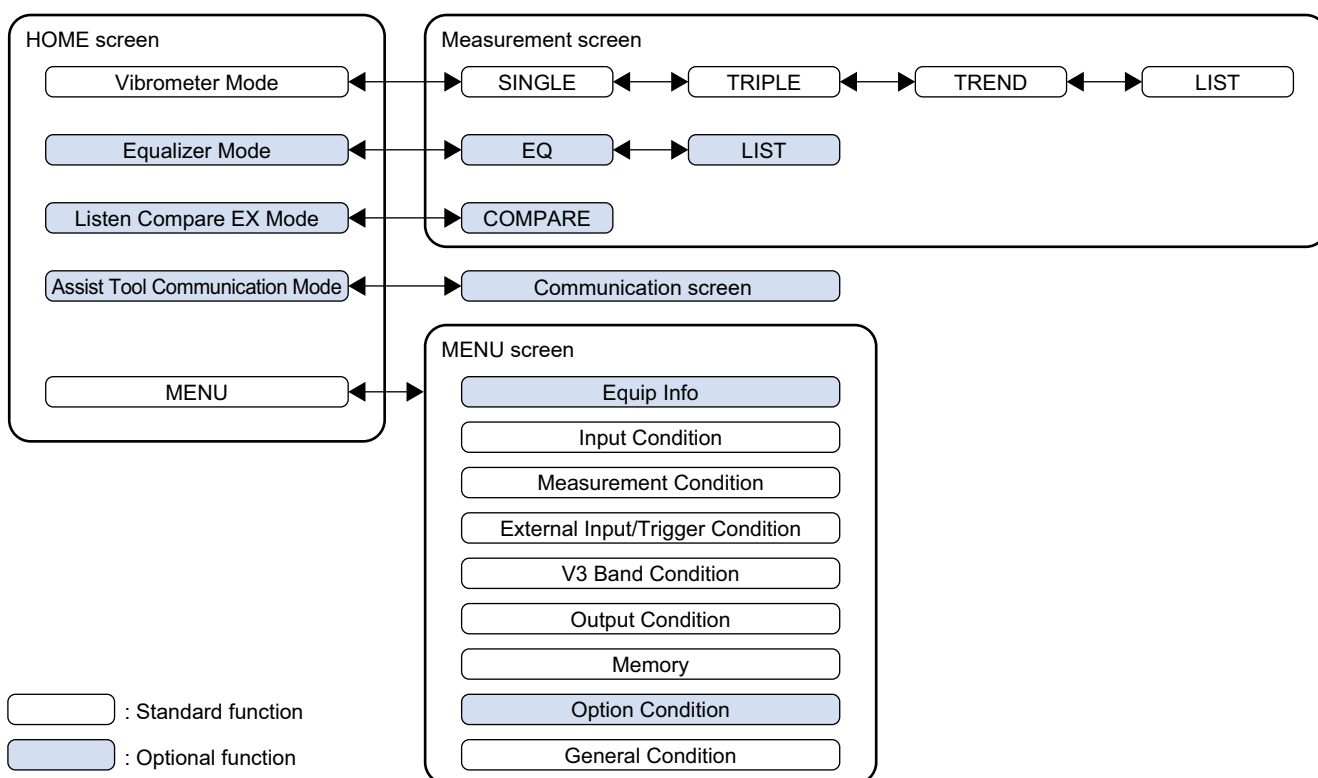 HOME screen
Vibrometer Mode
Equalizer Mode
Listen Compare EX Mode
Assist Tool Communication Mode
MENU
Measurement screen
SINGLE
TRIPLE
TREND
LIST
EQ
LIST
COMPARE
Communication screen
MENU screen
Equip Info
Input Condition
Measurement Condition
External Input/Trigger Condition
V3 Band Condition
Output Condition
Memory
Option Condition
General Condition
: Standard function
: Optional function